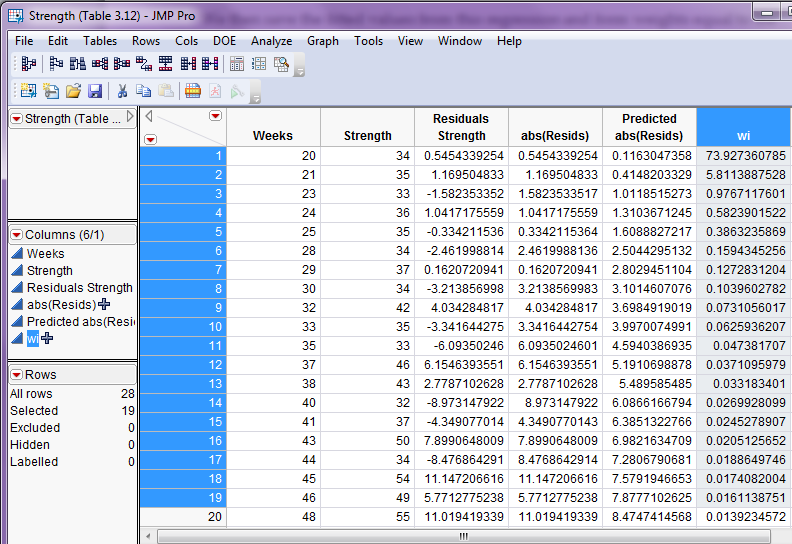 Strength (Table 3.12) - JMP Pro
File Edit Tables Rows Cols DOE Analyze Graph Tools View Window Help
Strength (Table ...
Columns (6/1)
Weeks
Strength
Residuals Strength
abs(Resids)
Predicted abs(Resi
wi
Rows
All rows 28
Selected 19
Excluded 0
Hidden 0
Labelled 0
Weeks Strength Residuals Strength abs(Resids) Predicted abs(Resids) wi
1 20 34 0.5454339254 0.5454339254 0.1163047358 73.927360785
2 21 35 1.169504833 1.169504833 0.4148203329 5.8113887528
3 23 33 -1.582353352 1.5823533517 1.0118515273 0.9767117601
4 24 36 1.0417175559 1.0417175559 1.3103671245 0.5823901522
5 25 35 -0.334211536 0.3342115364 1.6088827217 0.3863235869
6 28 34 -2.461998814 2.4619988136 2.5044295132 0.1594345256
7 29 37 0.1620720941 0.1620720941 2.8029451104 0.1272831204
8 30 34 -3.213856998 3.2138569983 3.1014607076 0.1039602782
9 32 42 4.034284817 4.034284817 3.6984919019 0.0731056017
10 33 35 -3.341644275 3.3416442754 3.9970074991 0.0625936207
11 35 33 -6.09350246 6.0935024601 4.5940386935 0.047381707
12 37 46 6.1546393551 6.1546393551 5.1910698878 0.0371095979
13 38 43 2.7787102628 2.7787102628 5.489585485 0.033183401
14 40 32 -8.973147922 8.973147922 6.0866166794 0.0269928099
15 41 37 -4.349077014 4.3490770143 6.3851322766 0.0245278907
16 43 50 7.8990648009 7.8990648009 6.9821634709 0.0205125652
17 44 34 -8.476864291 8.4768642914 7.2806790681 0.0188649746
18 45 54 11.147206616 11.147206616 7.5791946653 0.0174082004
19 46 49 5.7712775238 5.7712775238 7.8777102625 0.0161138751
20 48 55 11.019419339 11.019419339 8.4747414568 0.0139234572